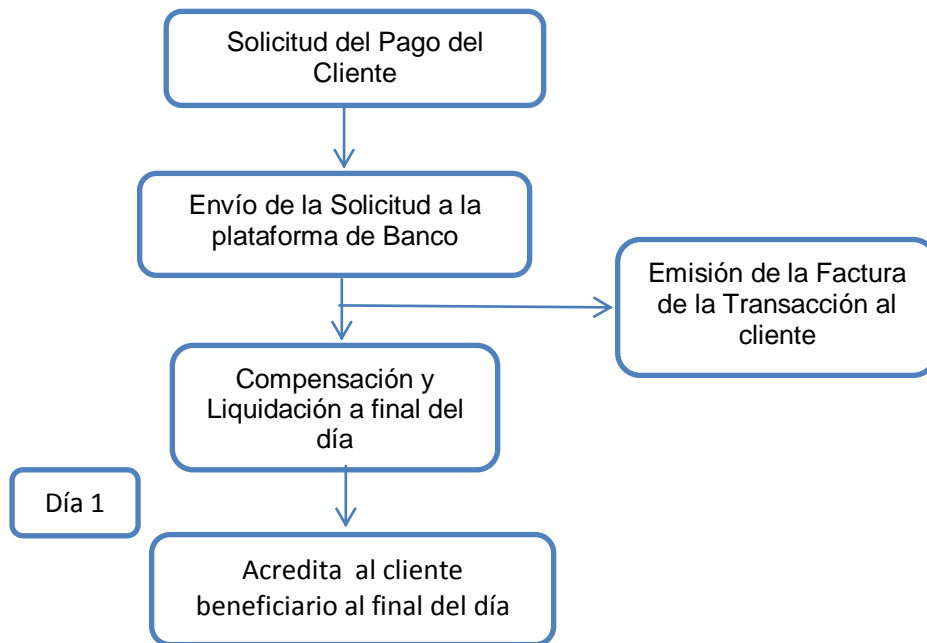 Solicitud del Pago del
Cliente
Envío de la Solicitud a la
plataforma de Banco
Emisión de la Factura
de la Transacción al
cliente
Compensación y
Liquidación a final del
día
Día 1
Acredita al cliente
beneficiario al final del día